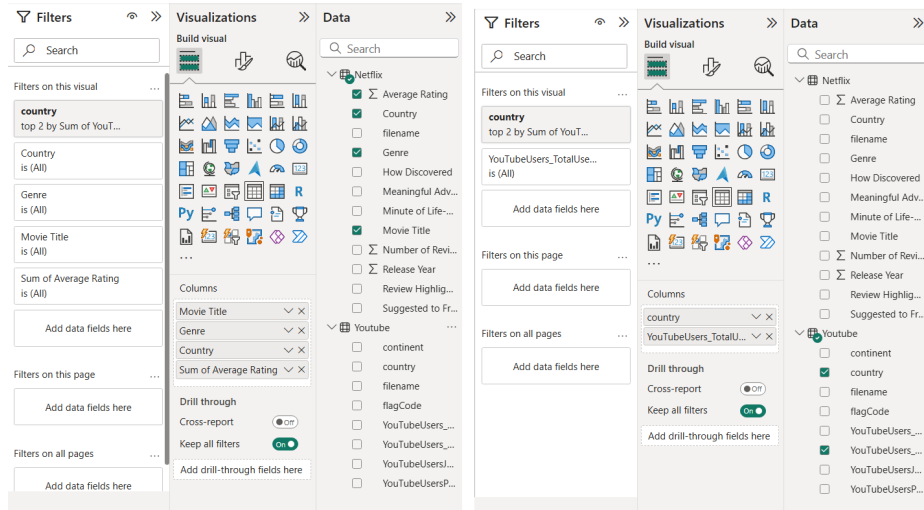 Filters
Search
Filters on this visual
...
country
top 2 by Sum of YouT...
Country
is (All)
Genre
is (All)
Movie Title
is (All)
Sum of Average Rating
is (All)
Add data fields here
Filters on this page
...
Add data fields here
Filters on all pages
...
Add data fields here
Visualizations
Build visual
123
R
Py
...
Columns
Movie Title
Genre
Country
Sum of Average Rating
Drill through
Cross-report
Off
Keep all filters
On
Add drill-through fields here
Data
Search
Netflix
Average Rating
Country
filename
Genre
How Discovered
Meaningful Adv...
Minute of Life-...
Movie Title
Number of Revi...
Release Year
Review Highlig...
Suggested to Fr...
Youtube
...
continent
country
filename
flagCode
YouTubeUsers_...
YouTubeUsers_...
YouTubeUsersJ...
YouTubeUsersP...
Filters
Search
Filters on this visual
...
country
top 2 by Sum of YouT...
YouTubeUsers_TotalUse...
is (All)
Add data fields here
Filters on this page
...
Add data fields here
Filters on all pages
...
Add data fields here
Visualizations
Build visual
123
R
Py
...
Columns
country
YouTubeUsers_TotalU...
Drill through
Cross-report
Off
Keep all filters
On
Add drill-through fields here
Data
Search
Netflix
Average Rating
Country
filename
Genre
How Discovered
Meaningful Adv...
Minute of Life-...
Movie Title
Number of Revi...
Release Year
Review Highlig...
Suggested to Fr...
Youtube
continent
country
filename
flagCode
YouTubeUsers_...
YouTubeUsers_...
YouTubeUsersJ...
YouTubeUsersP...